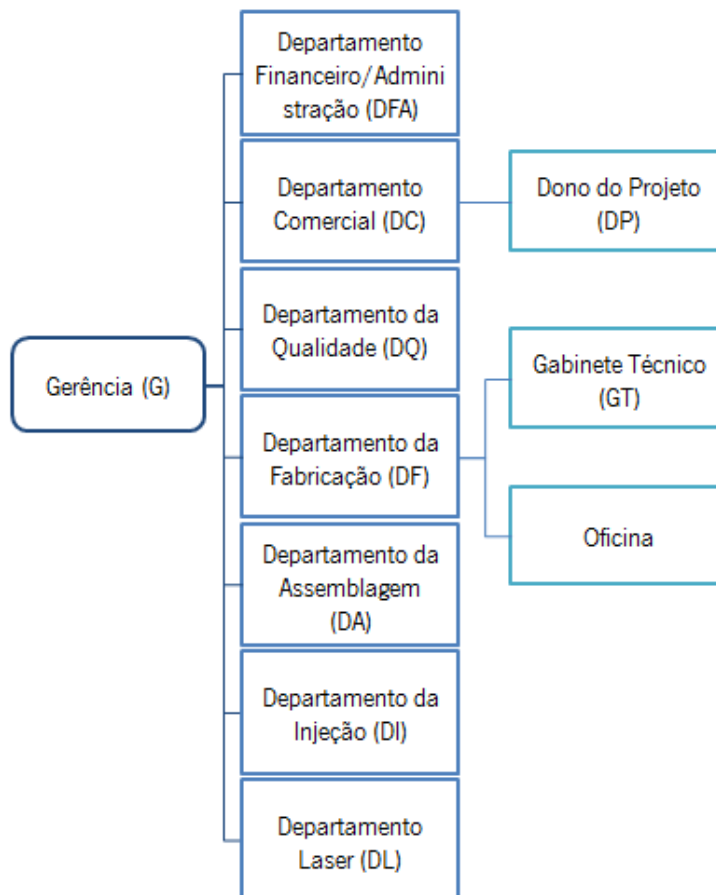 Departamento
Financeiro/Admini
stração (DFA)
Departamento
Comercial (DC)
Dono do Projeto
(DP)
Departamento da
Qualidade (DQ)
Gerência (G)
Gabinete Técnico
(GT)
Departamento da
Fabricação (DF)
Oficina
Departamento da
Assemblagem
(DA)
Departamento da
Injeção (DI)
Departamento
Laser (DL)